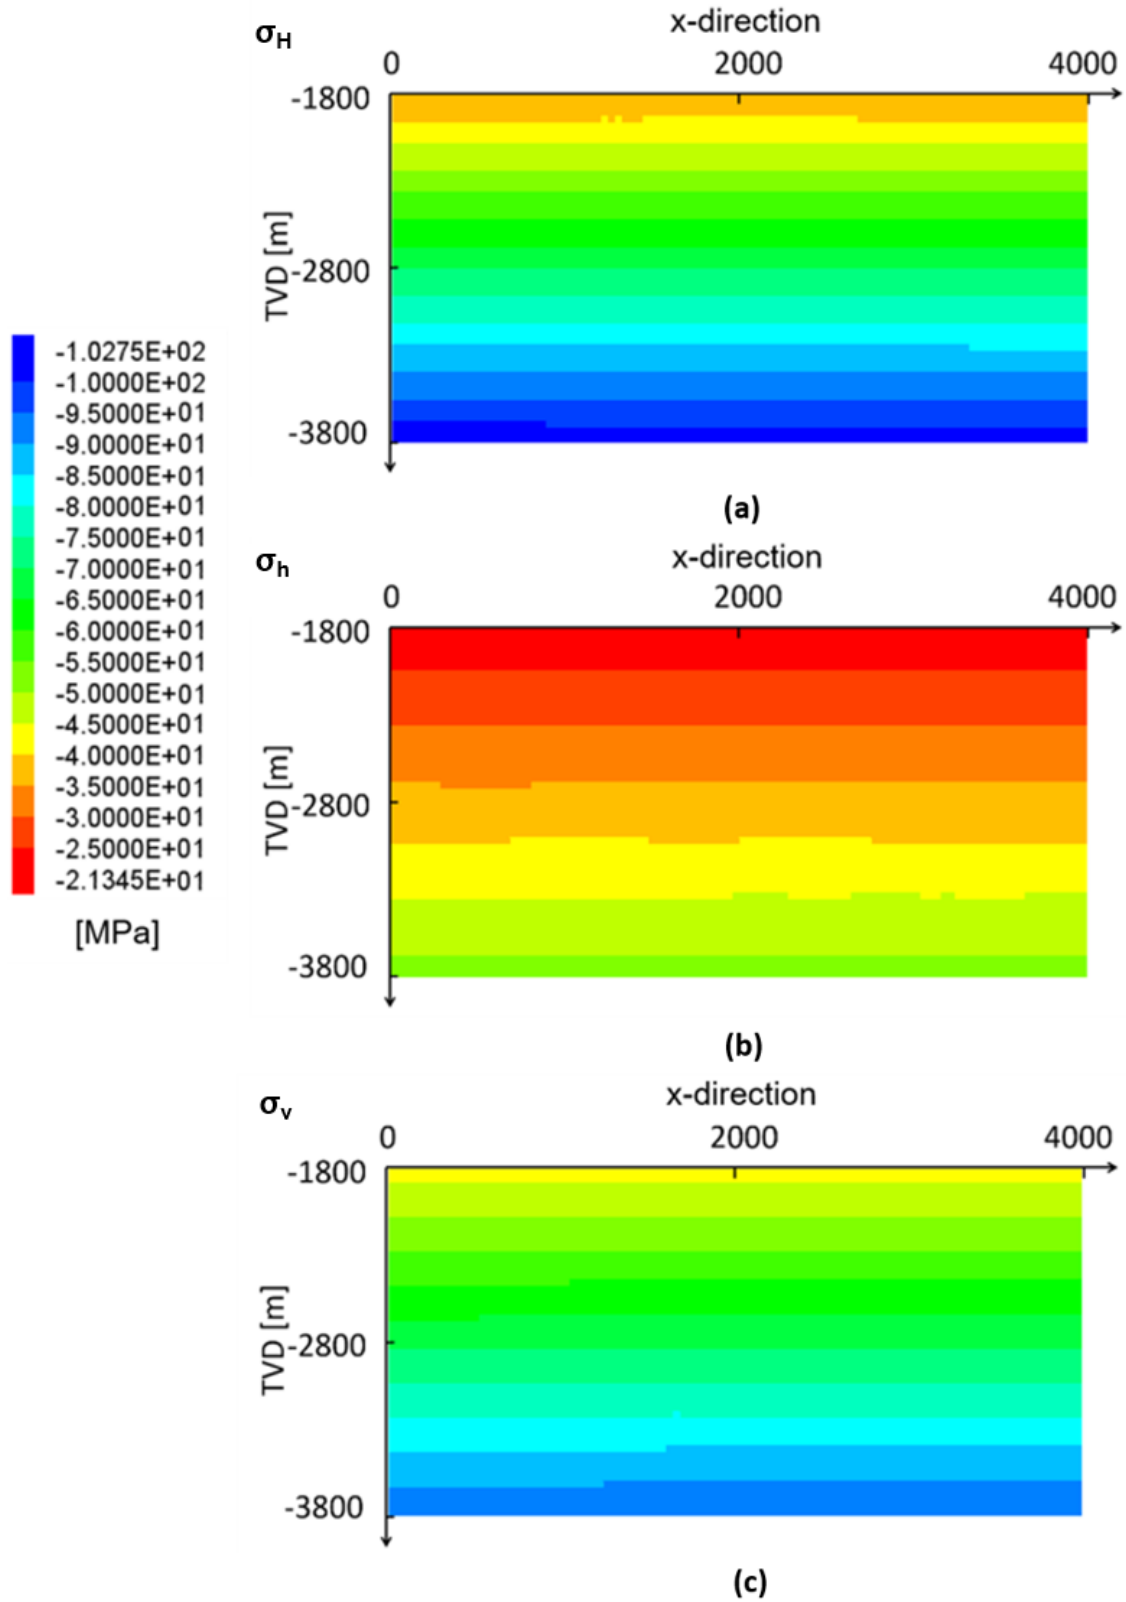 σH
x-direction
0 2000 4000
-1800
TVD [m]
-2800
-3800
(a)
-1.0275E+02
-1.0000E+02
-9.5000E+01
-9.0000E+01
-8.5000E+01
-8.0000E+01
-7.5000E+01
-7.0000E+01
-6.5000E+01
-6.0000E+01
-5.5000E+01
-5.0000E+01
-4.5000E+01
-4.0000E+01
-3.5000E+01
-3.0000E+01
-2.5000E+01
-2.1345E+01
[MPa]
σh
x-direction
0 2000 4000
-1800
TVD [m]
-2800
-3800
(b)
σv
x-direction
0 2000 4000
-1800
TVD [m]
-2800
-3800
(c)